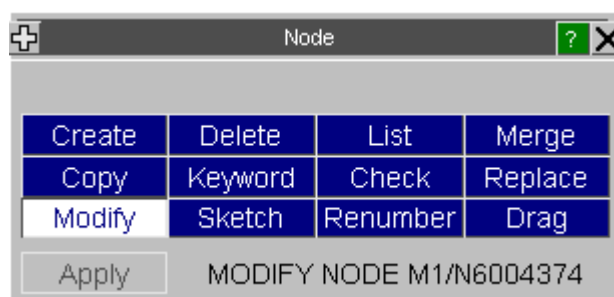 Node ?
Create Delete List Merge
Copy Keyword Check Replace
Modify Sketch Renumber Drag
Apply MODIFY NODE M1/N6004374